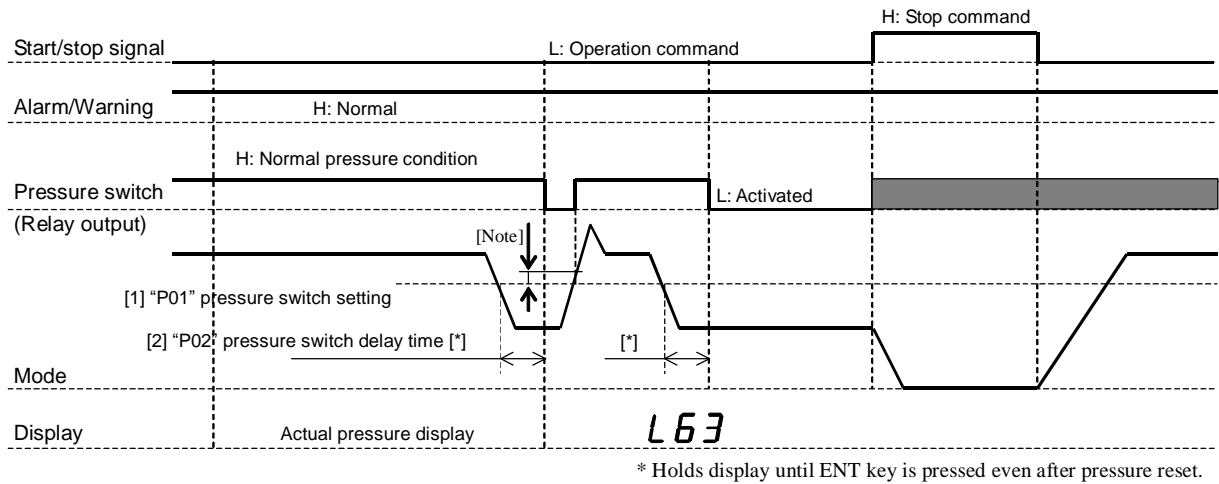 H: Stop command
Start/stop signal
L: Operation command
Alarm/Warning
H: Normal
H: Normal pressure condition
Pressure switch
L: Activated
(Relay output)
[Note]
[1] “P01” pressure switch setting
[2] “P02” pressure switch delay time [*]
[*]
Mode
Display
Actual pressure display
L63
* Holds display until ENT key is pressed even after pressure reset.